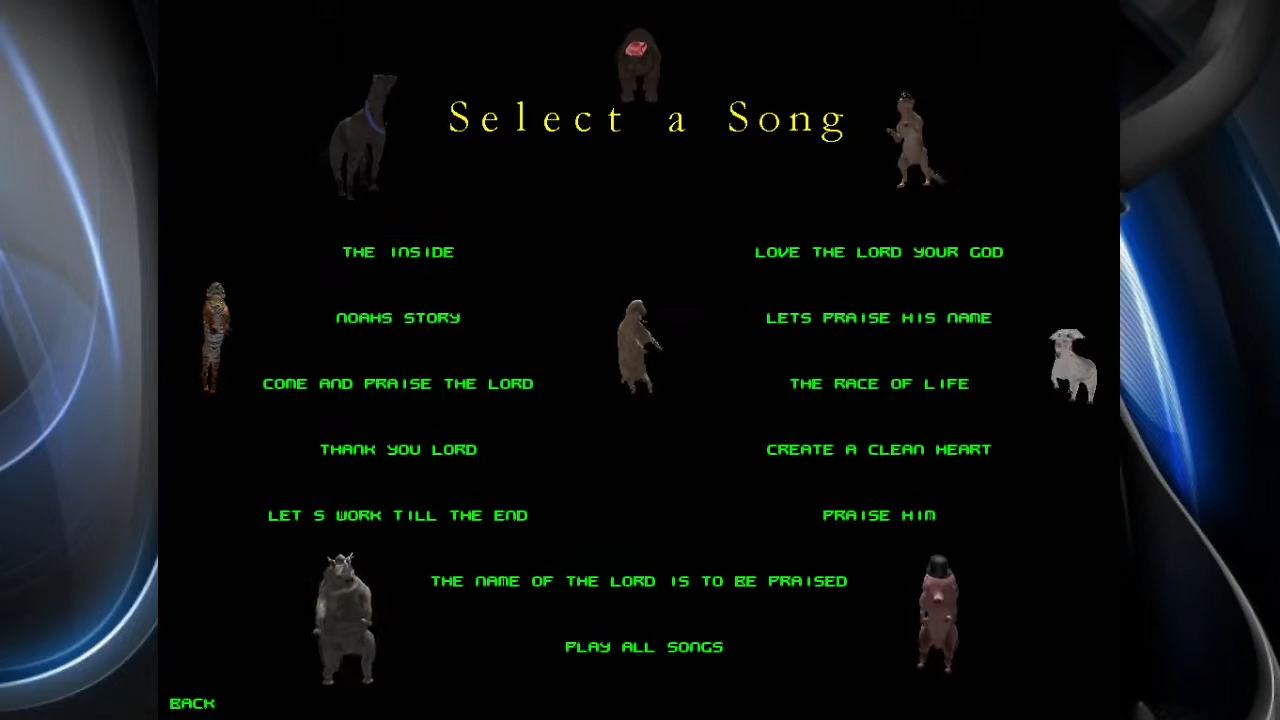 Select a Song
THE INSIDE
LOVE THE LORD YOUR GOD
NOAHS STORY
LETS PRAISE HIS NAME
COME AND PRAISE THE LORD
THE RACE OF LIFE
THANK YOU LORD
CREATE A CLEAN HEART
LET S WORK TILL THE END
PRAISE HIM
THE NAME OF THE LORD IS TO BE PRAISED
PLAY ALL SONGS
BACK